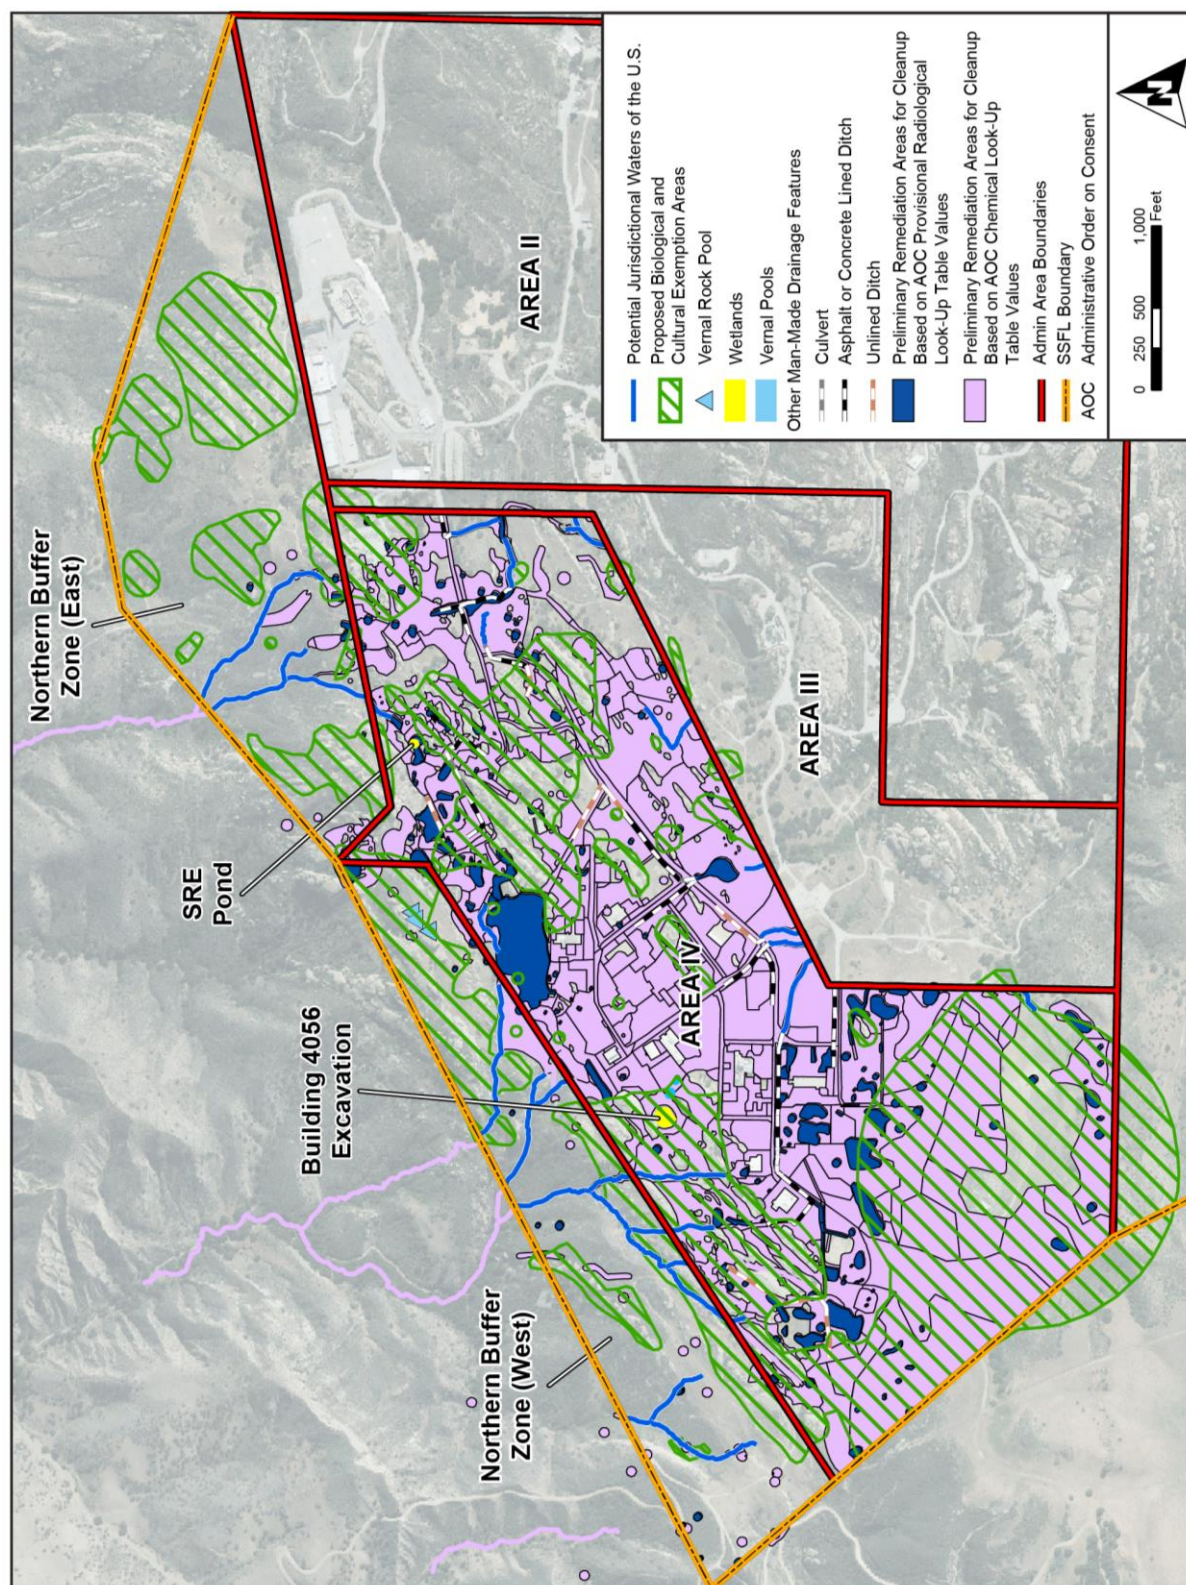 Northern Buffer
Zone (East)
SRE
Pond
Building 4056
Excavation
Northern Buffer
Zone (West)
AREA II
AREA III
AREA IV
Potential Jurisdictional Waters of the U.S.
Proposed Biological and
Cultural Exemption Areas
Vernal Rock Pool
Wetlands
Vernal Pools
Other Man-Made Drainage Features
Culvert
Asphalt or Concrete Lined Ditch
Unlined Ditch
Preliminary Remediation Areas for Cleanup
Based on AOC Provisional Radiological
Look-Up Table Values
Preliminary Remediation Areas for Cleanup
Based on AOC Chemical Look-Up
Table Values
Admin Area Boundaries
SSFL Boundary
AOC Administrative Order on Consent
N
0 250 500 1,000
Feet